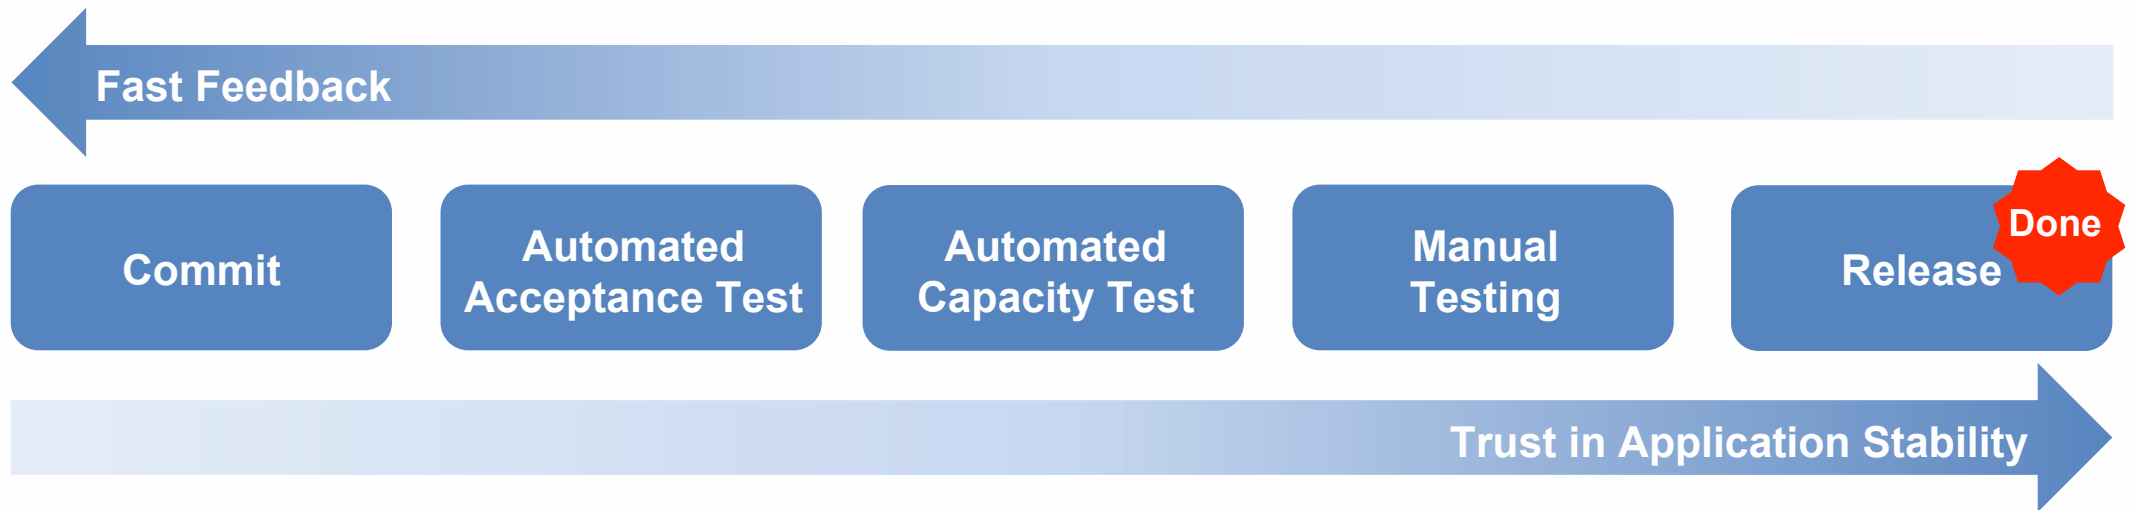 Fast Feedback
Commit
Automated
Acceptance Test
Automated
Capacity Test
Manual
Testing
Release
Done
Trust in Application Stability